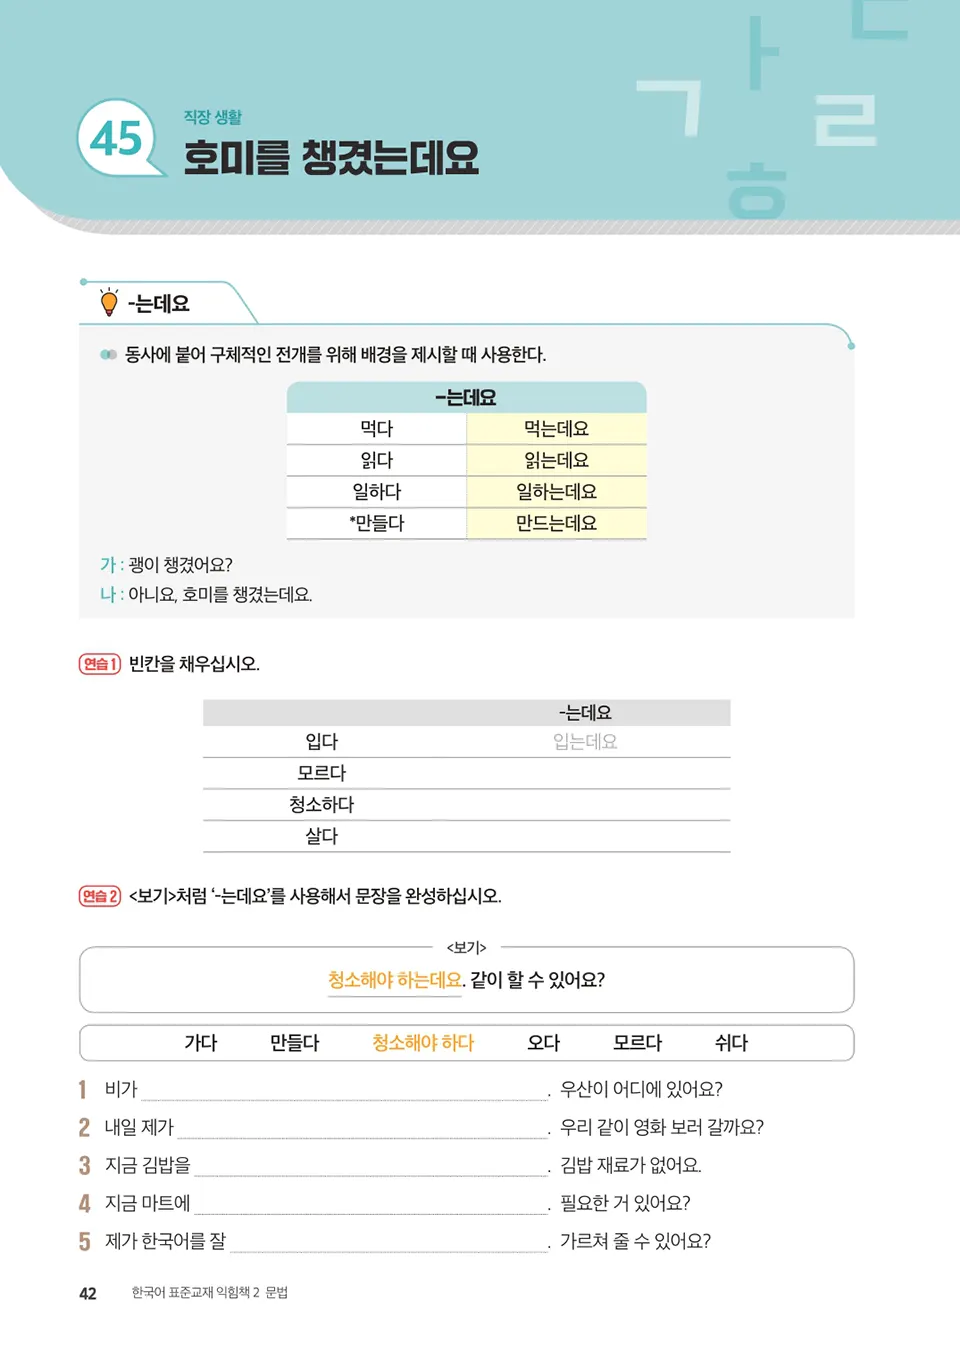 ㄱ ㅏ ㄷ ㄹ ㅎ
45
직장 생활
호미를 챙겼는데요
-는데요
동사에 붙어 구체적인 전개를 위해 배경을 제시할 때 사용한다.
-는데요
먹다 먹는데요
읽다 읽는데요
일하다 일하는데요
*만들다 만드는데요
가 : 괭이 챙겼어요?
나 : 아니요, 호미를 챙겼는데요.
연습 1 빈칸을 채우십시오.
-는데요
입다 입는데요
모르다
청소하다
살다
연습 2 <보기>처럼 ‘-는데요’를 사용해서 문장을 완성하십시오.
<보기>
청소해야 하는데요. 같이 할 수 있어요?
가다 만들다 청소해야 하다 오다 모르다 쉬다
1 비가 . 우산이 어디에 있어요?
2 내일 제가 . 우리 같이 영화 보러 갈까요?
3 지금 김밥을 . 김밥 재료가 없어요.
4 지금 마트에 . 필요한 거 있어요?
5 제가 한국어를 잘 . 가르쳐 줄 수 있어요?
42 한국어 표준교재 익힘책 2 문법